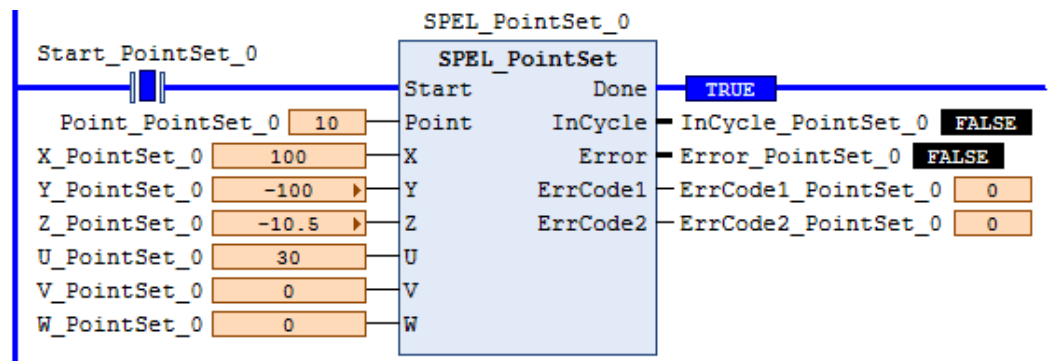 SPEL_PointSet_0
Start_PointSet_0 SPEL_PointSet
Start Done TRUE
Point_PointSet_0 10 Point InCycle InCycle_PointSet_0 FALSE
X_PointSet_0 100 X Error Error_PointSet_0 FALSE
Y_PointSet_0 -100 Y ErrCode1 ErrCode1_PointSet_0 0
Z_PointSet_0 -10.5 Z ErrCode2 ErrCode2_PointSet_0 0
U_PointSet_0 30 U
V_PointSet_0 0 V
W_PointSet_0 0 W